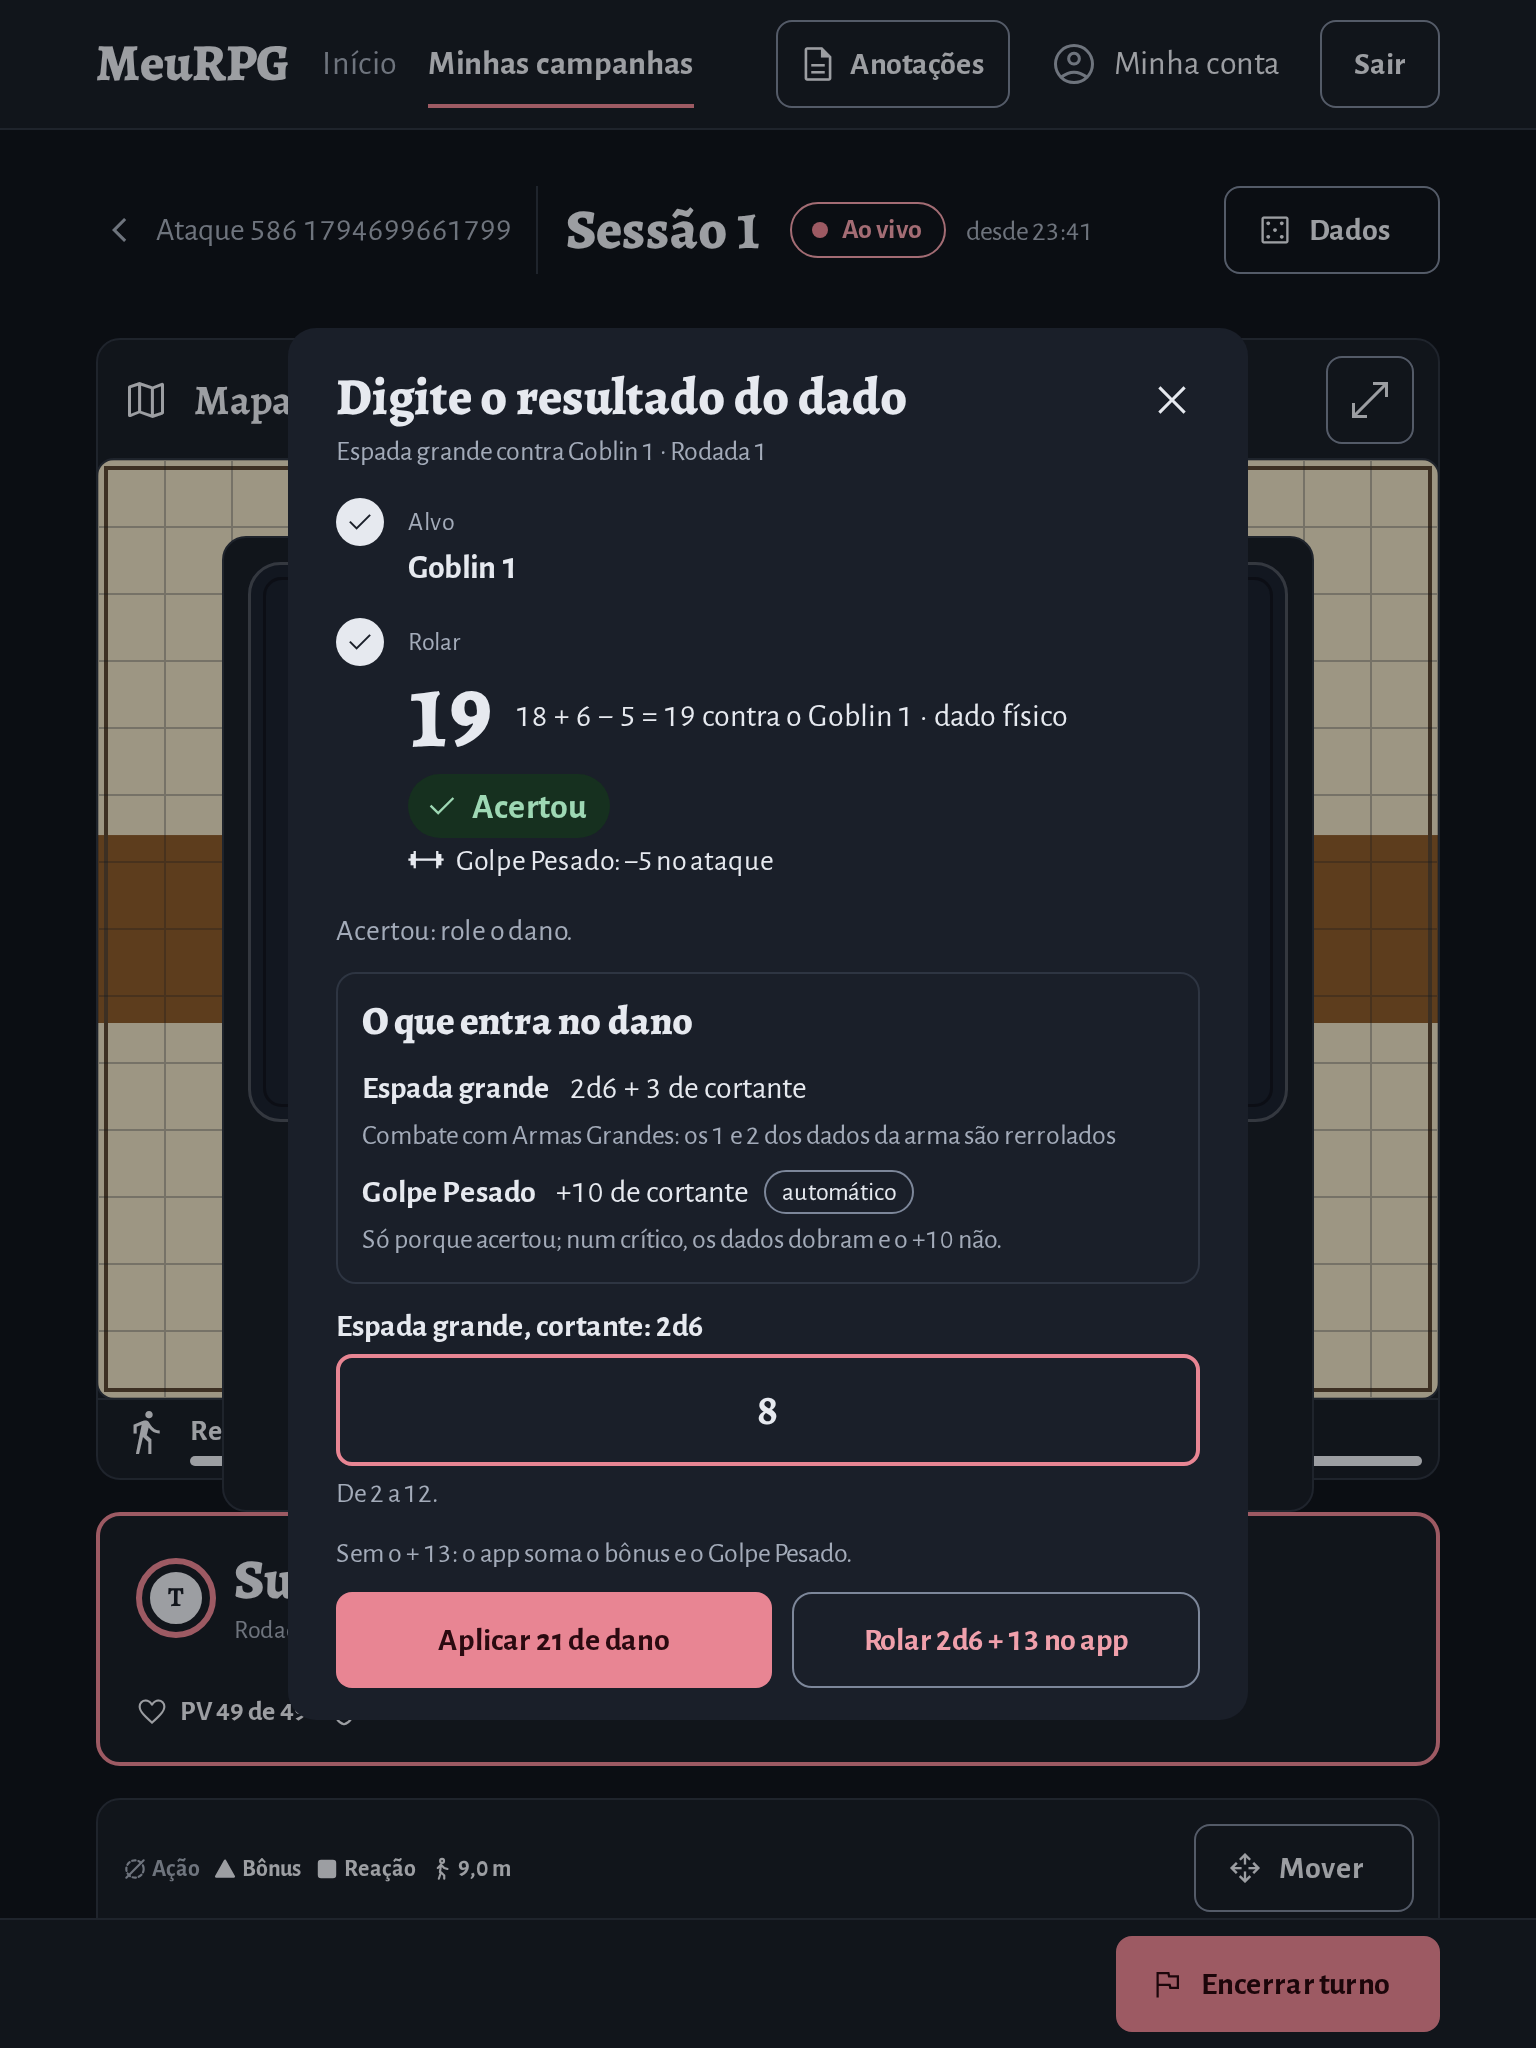 MeuRPG Início Minhas campanhas Anotações Minha conta Sair
Ataque 586 1794699661799 Sessão 1 Ao vivo desde 23:41 Dados
Mapa
Digite o resultado do dado
Espada grande contra Goblin 1 · Rodada 1
Alvo
Goblin 1
Rolar
19 18 + 6 − 5 = 19 contra o Goblin 1 · dado físico
Acertou
Golpe Pesado: −5 no ataque
Acertou: role o dano.
O que entra no dano
Espada grande 2d6 + 3 de cortante
Combate com Armas Grandes: os 1 e 2 dos dados da arma são rerrolados
Golpe Pesado +10 de cortante automático
Só porque acertou; num crítico, os dados dobram e o +10 não.
Espada grande, cortante: 2d6
8
De 2 a 12.
Sem o + 13: o app soma o bônus e o Golpe Pesado.
Aplicar 21 de dano Rolar 2d6 + 13 no app
T
PV 49 de
Ação Bônus Reação 9,0 m Mover
Encerrar turno